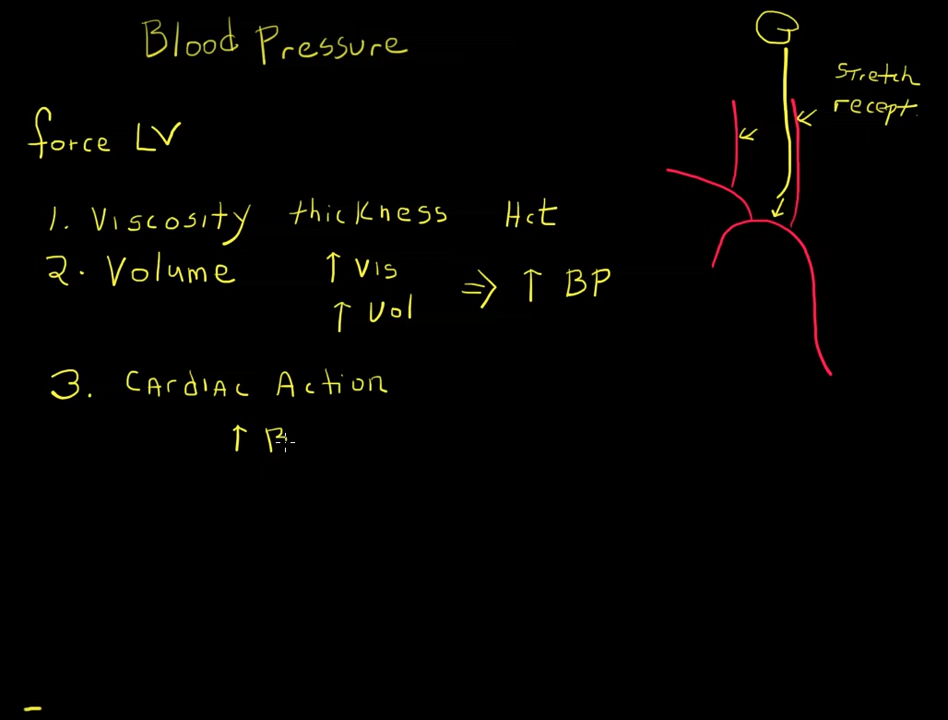 Blood Pressure
Stretch
recept.
force LV
1. Viscosity thickness Hct
2. Volume ↑ Vis
↑ Vol ⇒ ↑ BP
3. Cardiac Action
↑ B